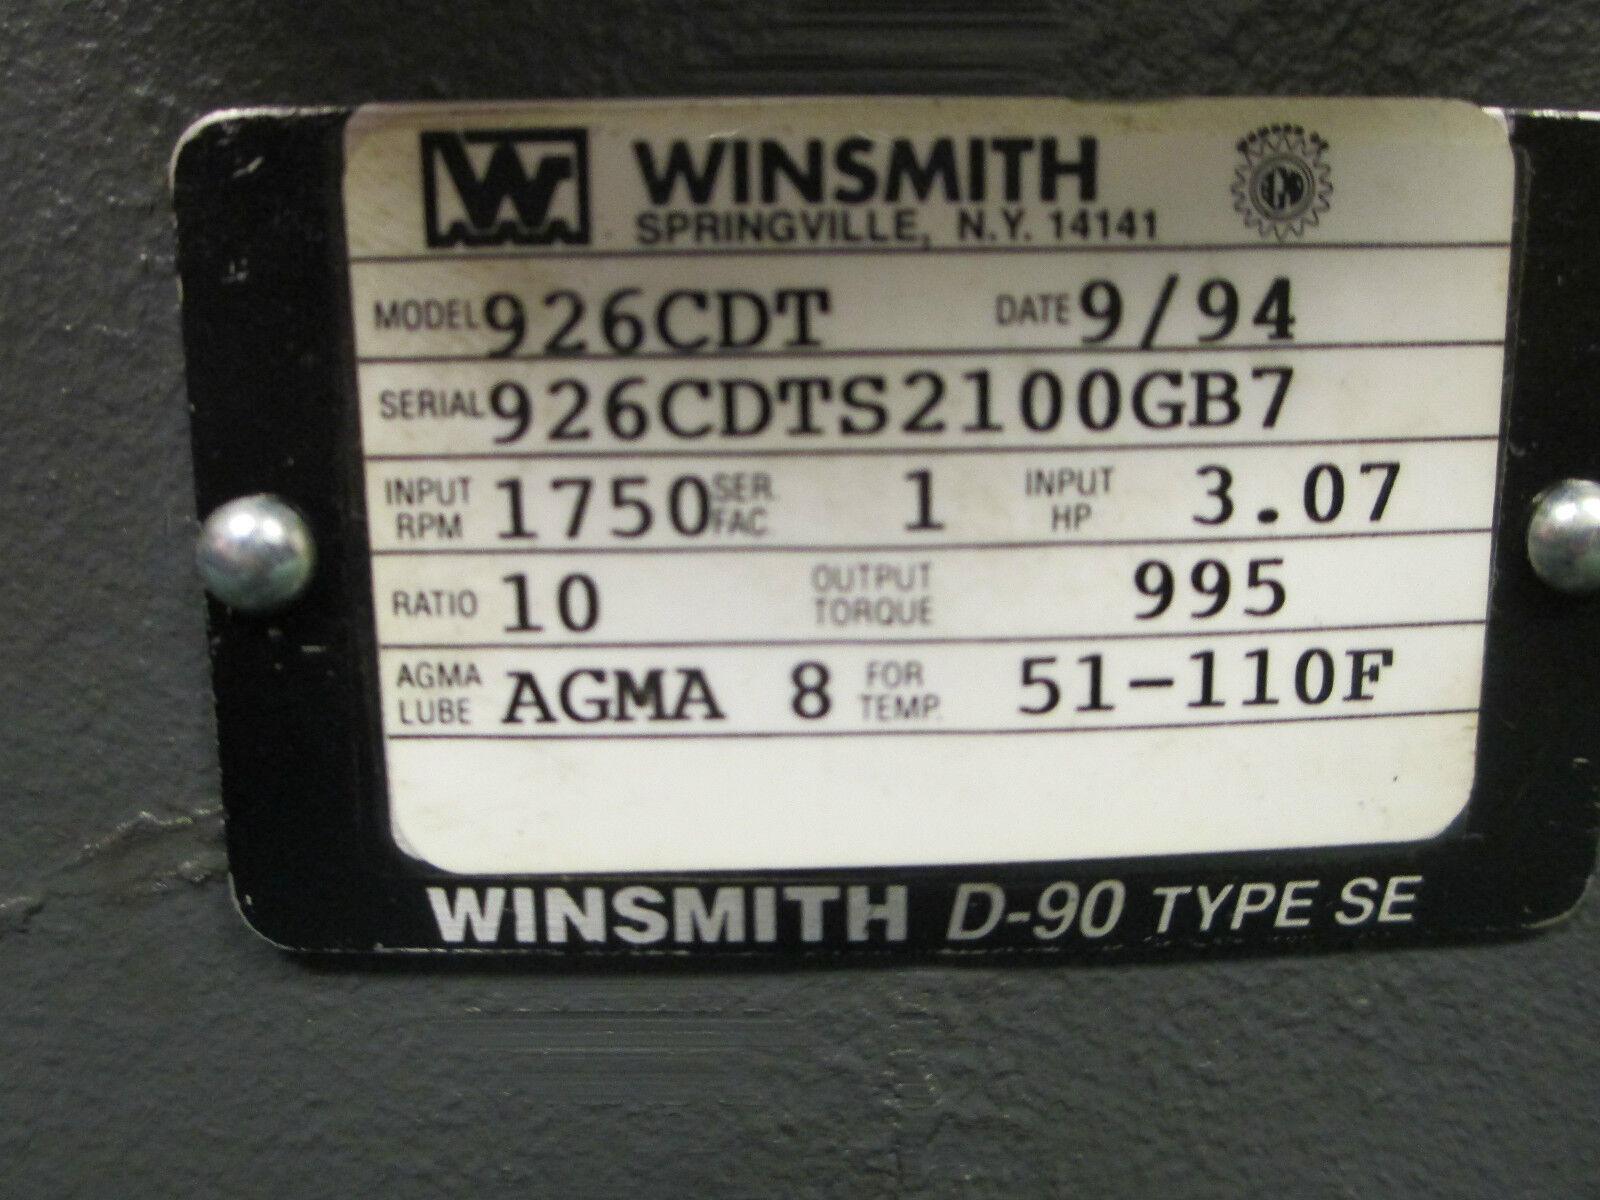 W WINSMITH
SPRINGVILLE, N.Y. 14141
MODEL 926CDT DATE 9/94
SERIAL 926CDTS2100GB7
INPUT RPM 1750 SER. FAC. 1 INPUT HP 3.07
RATIO 10 OUTPUT TORQUE 995
AGMA LUBE AGMA 8 FOR TEMP. 51-110F
WINSMITH D-90 TYPE SE